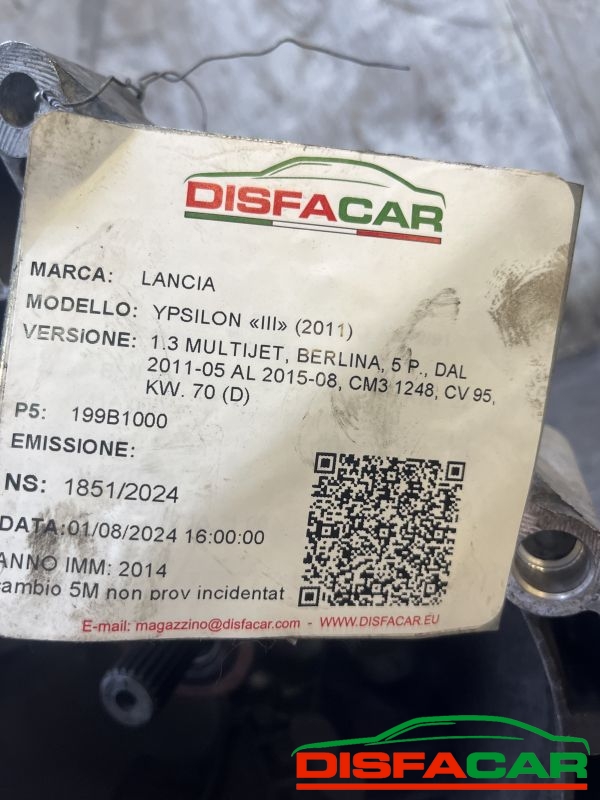 DISFACAR
MARCA: LANCIA
MODELLO: YPSILON «III» (2011)
VERSIONE: 1.3 MULTIJET, BERLINA, 5 P., DAL
2011-05 AL 2015-08, CM3 1248, CV 95,
KW. 70 (D)
P5: 199B1000
EMISSIONE:
NS: 1851/2024
DATA:01/08/2024 16:00:00
ANNO IMM: 2014
cambio 5M non prov incidentat
E-mail: magazzino@disfacar.com - WWW.DISFACAR.EU
DISFACAR